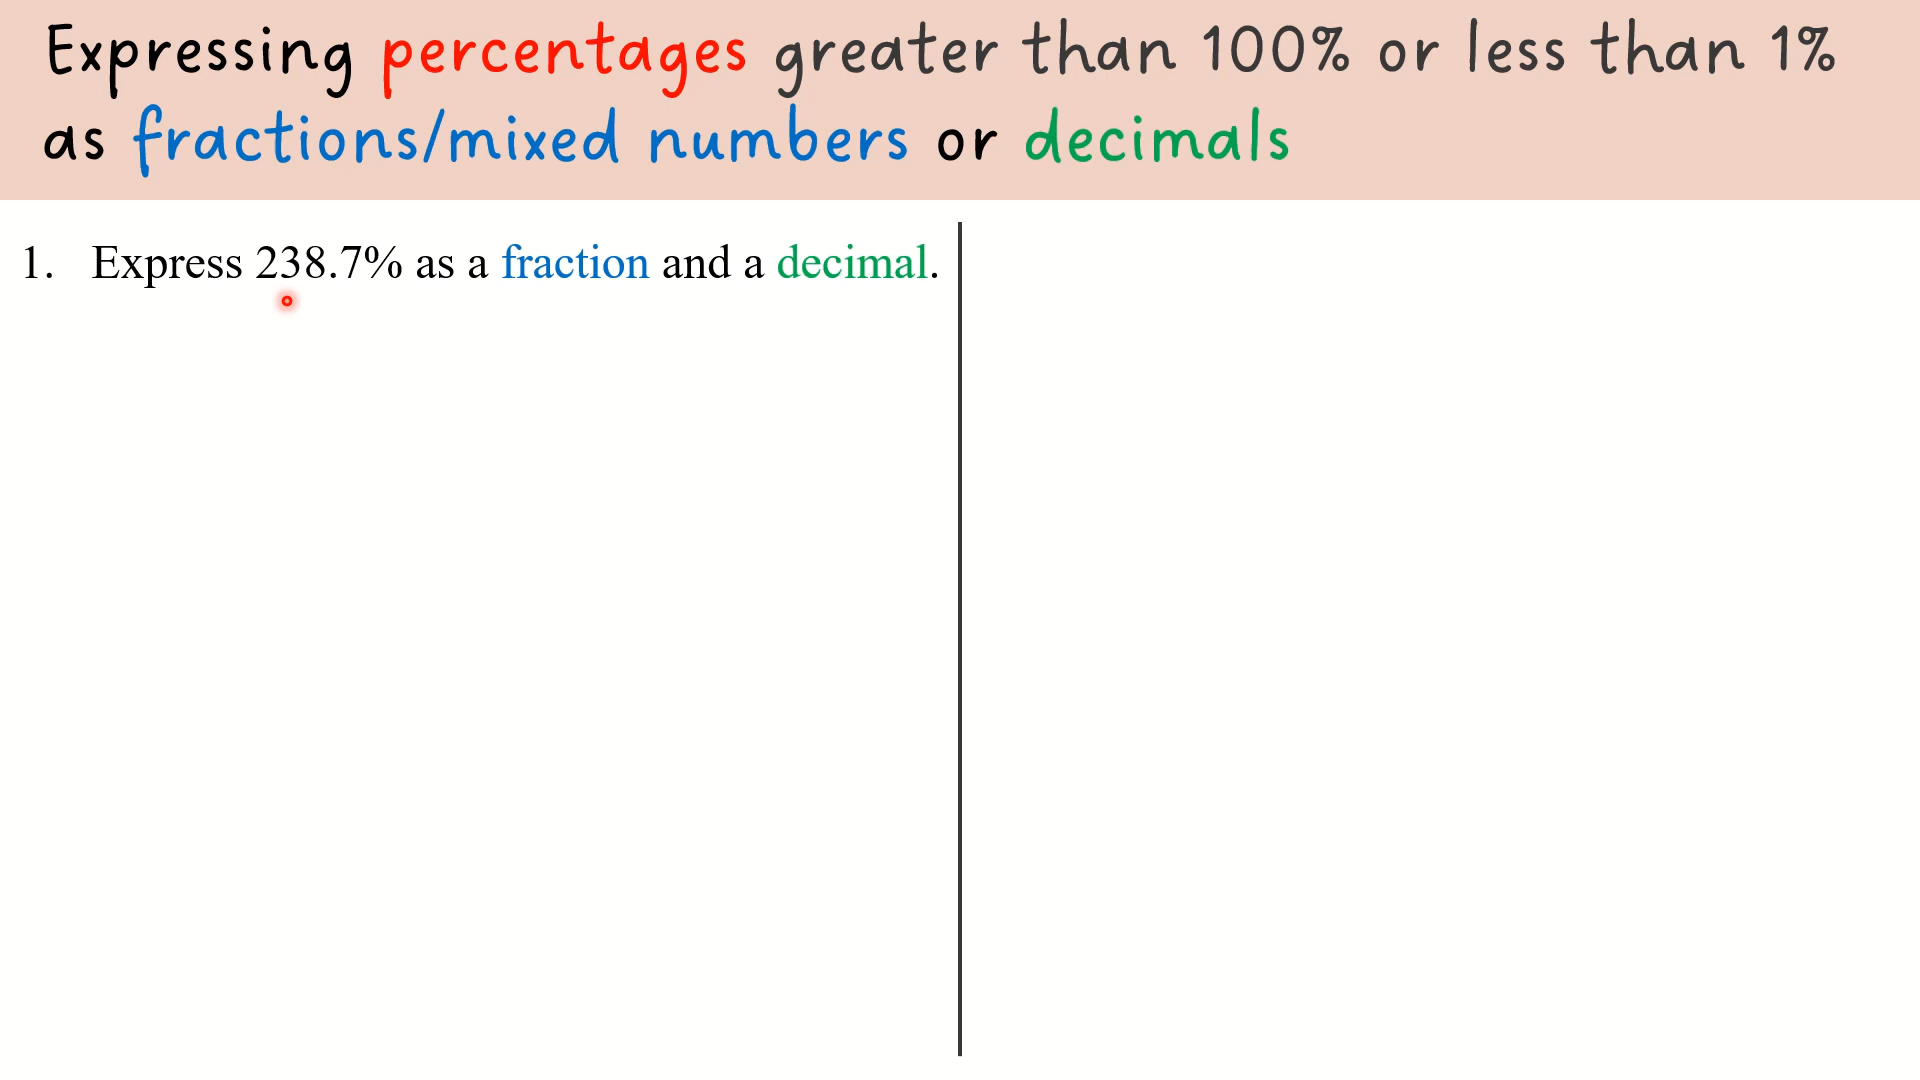 Expressing percentages greater than 100% or less than 1%
as fractions/mixed numbers or decimals
1. Express 238.7% as a fraction and a decimal.